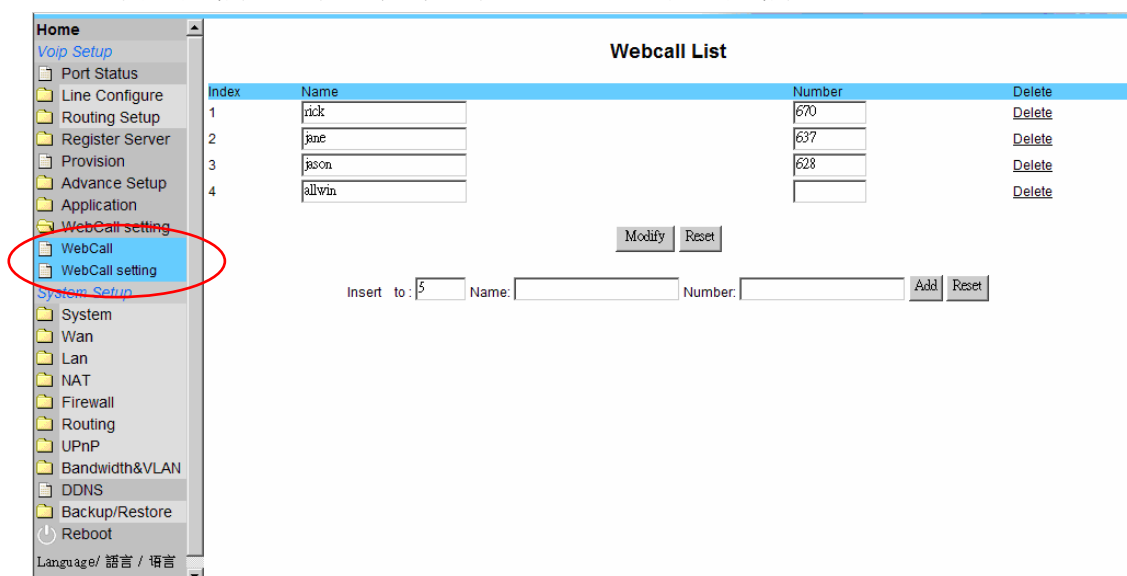 Home
Voip Setup
Port Status
Line Configure
Routing Setup
Register Server
Provision
Advance Setup
Application
WebCall setting
WebCall
WebCall setting
System Setup
System
Wan
Lan
NAT
Firewall
Routing
UPnP
Bandwidth&VLAN
DDNS
Backup/Restore
Reboot
Language/ 語言 / 语言
Webcall List
Index Name Number Delete
1 rick 670 Delete
2 jane 637 Delete
3 jason 628 Delete
4 allwin Delete
Modify Reset
Insert to : 5 Name: Number: Add Reset